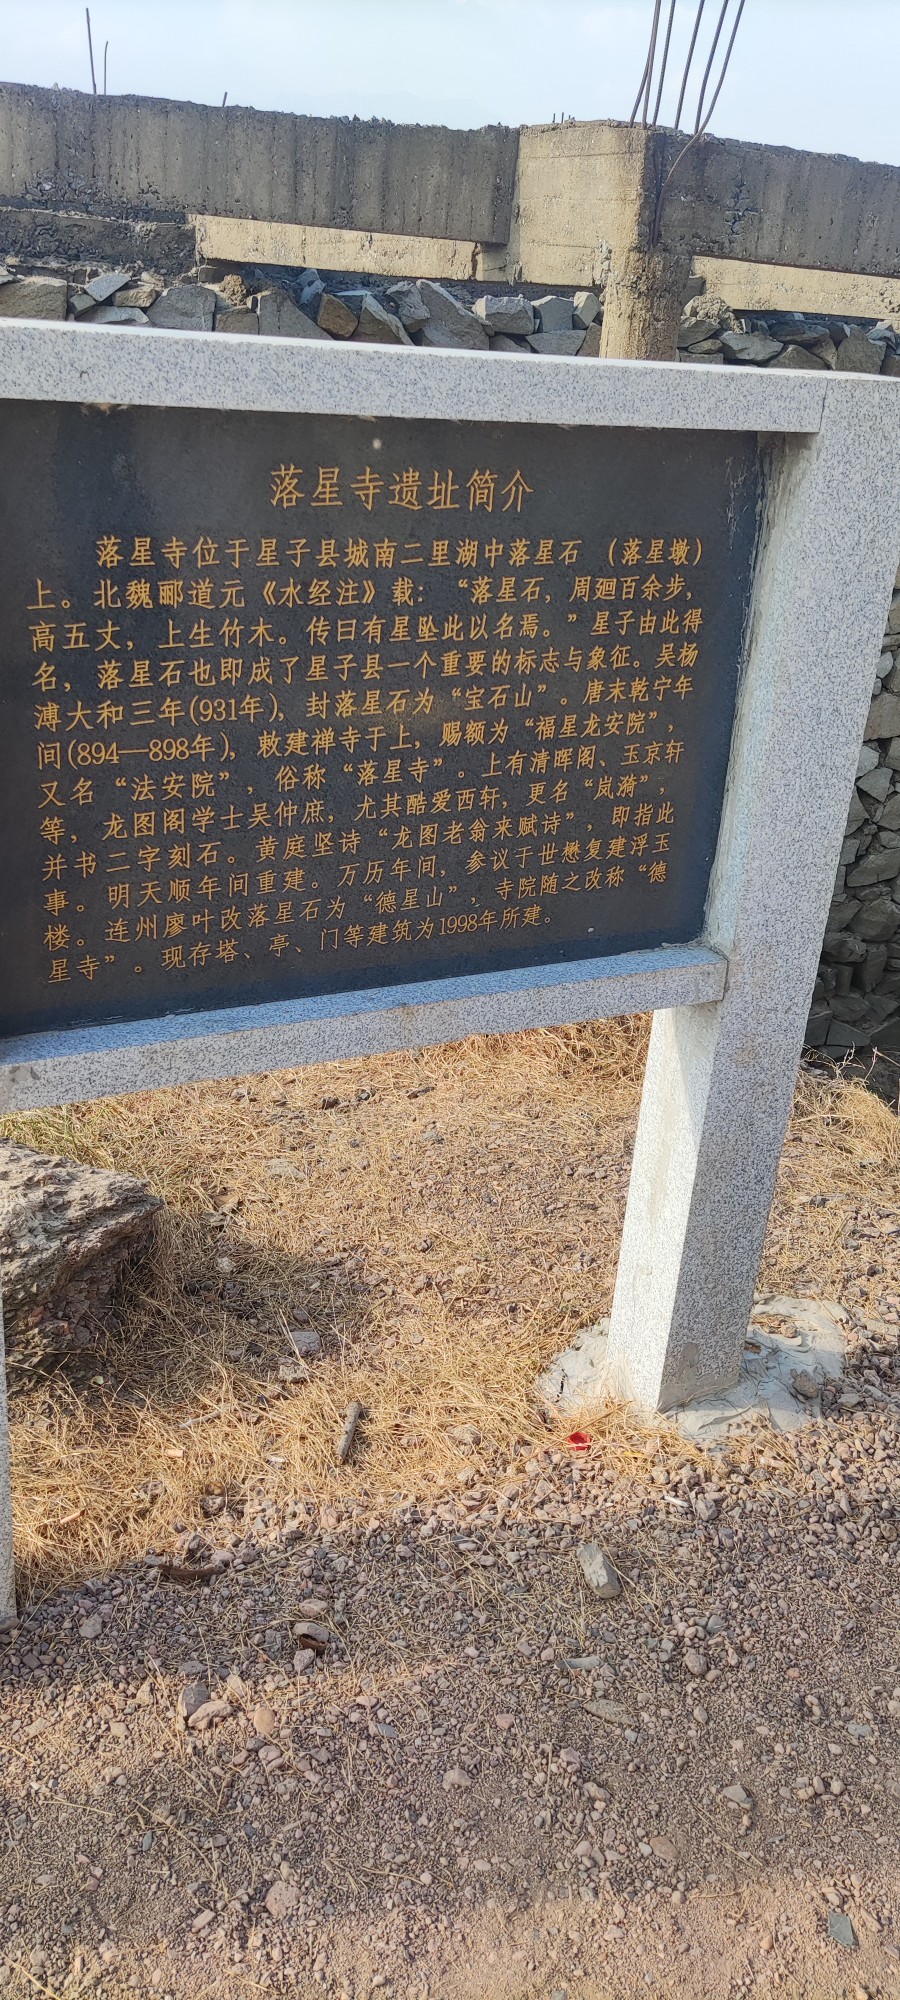 落星寺遗址简介
落星寺位于星子县城南二里湖中落星石 （落星墩）
上。北魏郦道元《水经注》载：“落星石，周廻百余步，
高五丈，上生竹木。传曰有星坠此以名焉。”星子由此得
名，落星石也即成了星子县一个重要的标志与象征。吴杨
溥大和三年(931年)，封落星石为“宝石山”。唐末乾宁年
间(894—898年)，敕建禅寺于上，赐额为“福星龙安院”，
又名“法安院”，俗称“落星寺”。上有清晖阁、玉京轩
等，龙图阁学士吴仲庶，尤其酷爱西轩，更名“岚漪”，
并书二字刻石。黄庭坚诗“龙图老翁来赋诗”，即指此
事。明天顺年间重建。万历年间，参议于世懋复建浮玉
楼。连州廖叶改落星石为“德星山”，寺院随之改称“德
星寺”。现存塔、亭、门等建筑为1998年所建。